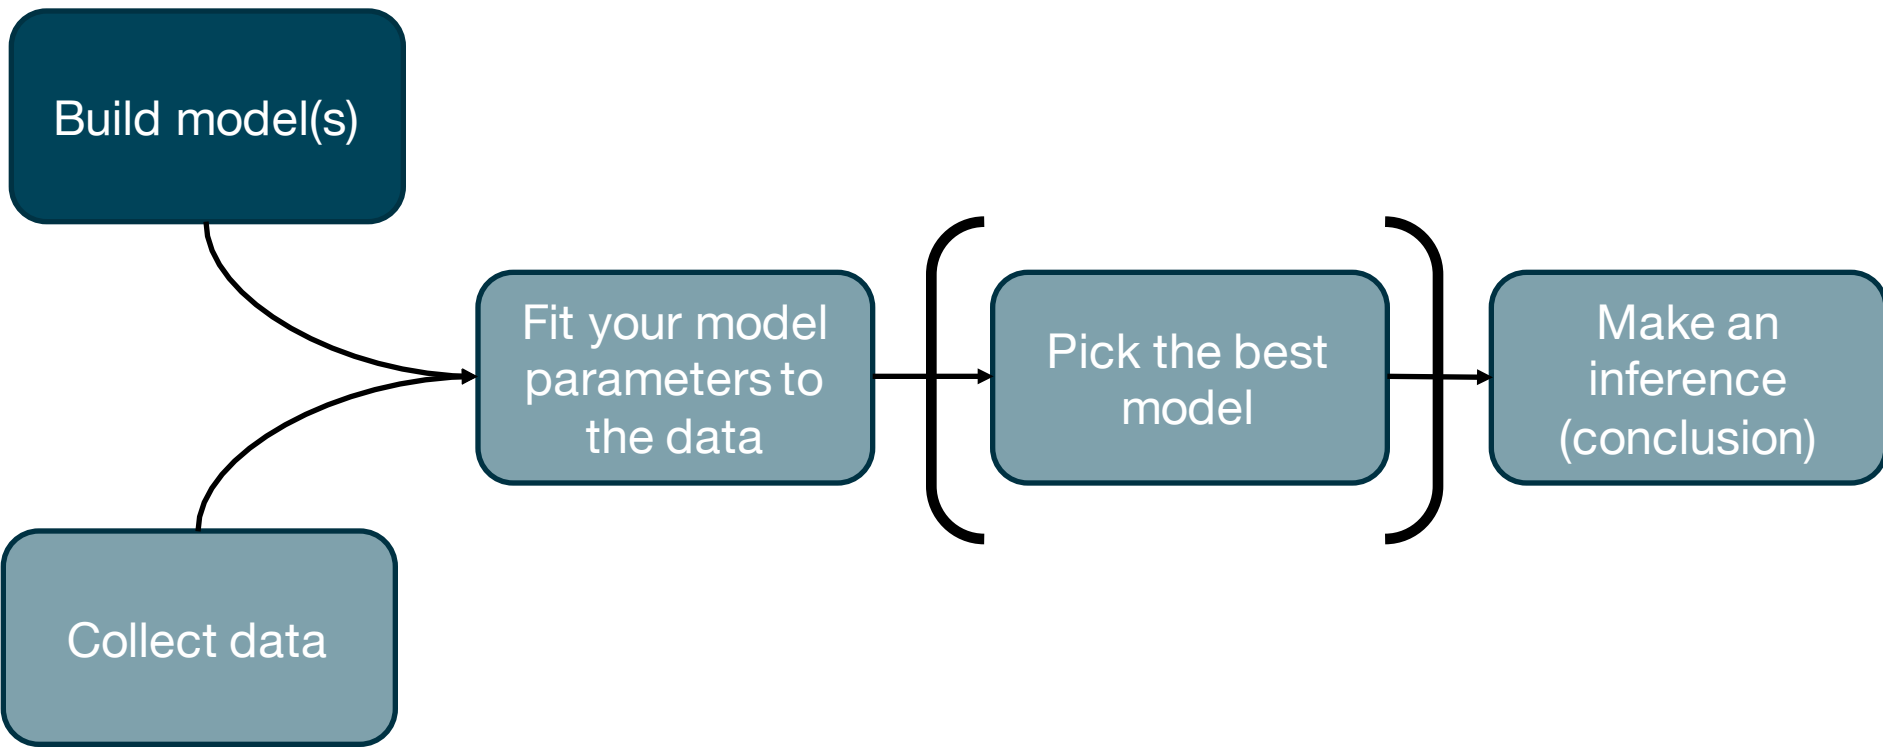 Build model(s)
Collect data
Fit your model
parameters to
the data
Pick the best
model
Make an
inference
(conclusion)